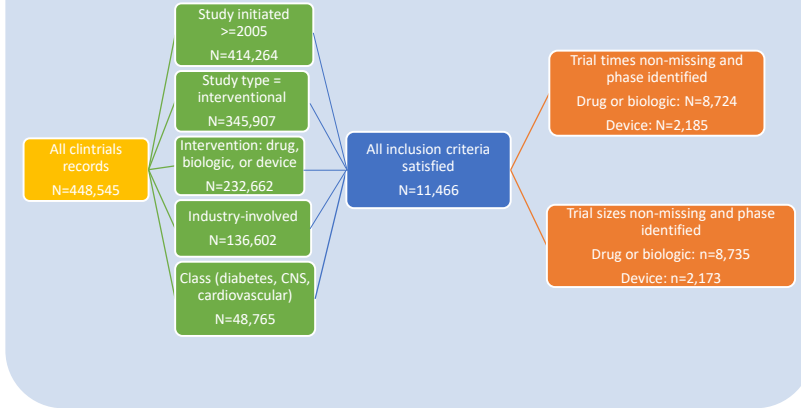 Study initiated
>=2005
N=414,264
Study type =
interventional
N=345,907
All clintrials
records
N=448,545
Intervention: drug,
biologic, or device
N=232,662
Industry-involved
N=136,602
Class (diabetes, CNS,
cardiovascular)
N=48,765
All inclusion criteria
satisfied
N=11,466
Trial times non-missing and
phase identified
Drug or biologic: N=8,724
Device: N=2,185
Trial sizes non-missing and phase
identified
Drug or biologic: n=8,735
Device: n=2,173